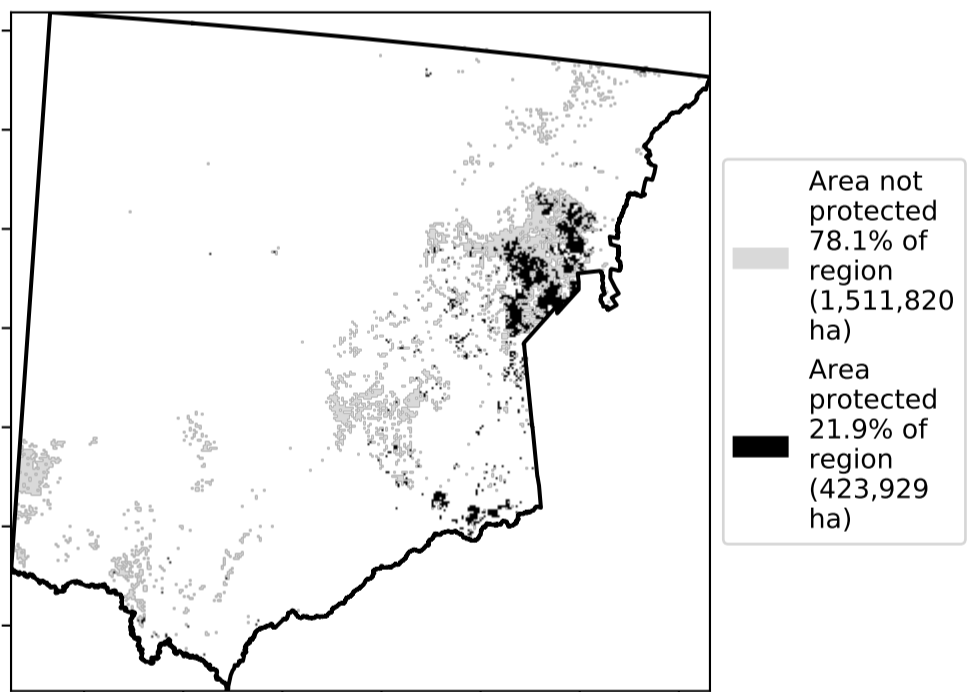 Area not
protected
78.1% of
region
(1,511,820
ha)
Area
protected
21.9% of
region
(423,929
ha)